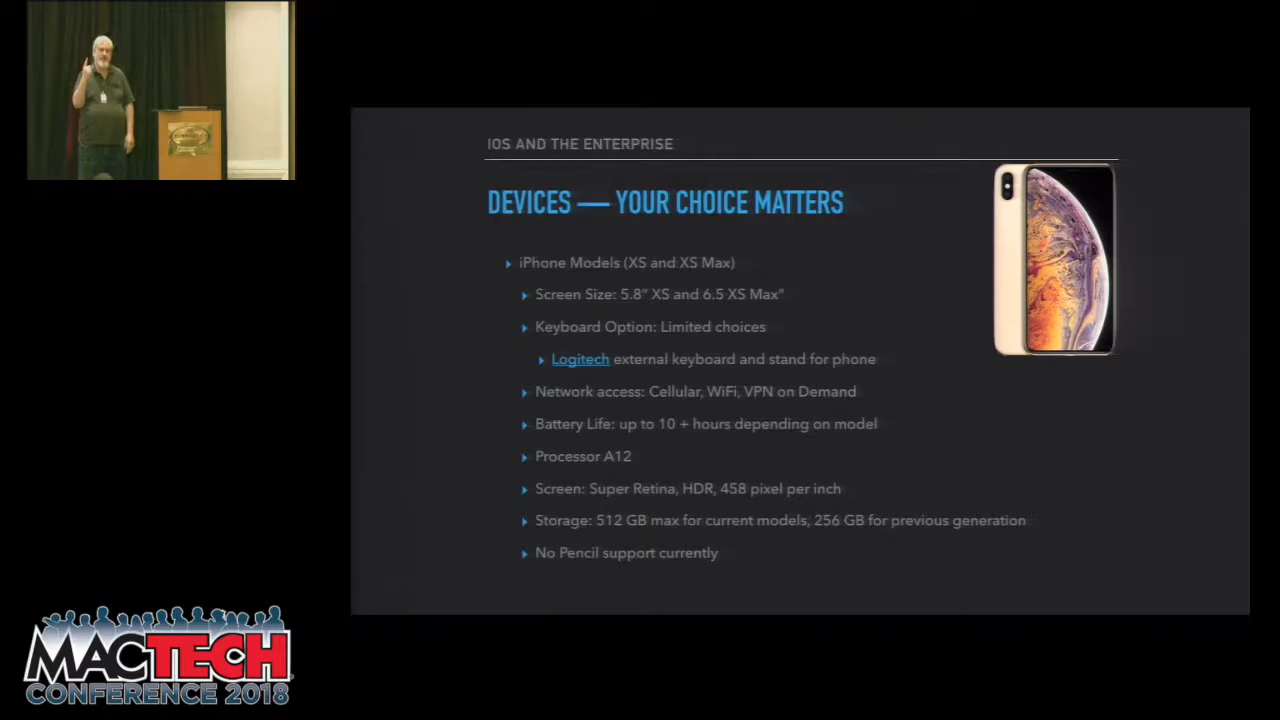 IOS AND THE ENTERPRISE
DEVICES — YOUR CHOICE MATTERS
iPhone Models (XS and XS Max)
Screen Size: 5.8" XS and 6.5 XS Max"
Keyboard Option: Limited choices
Logitech external keyboard and stand for phone
Network access: Cellular, WiFi, VPN on Demand
Battery Life: up to 10 + hours depending on model
Processor A12
Screen: Super Retina, HDR, 458 pixel per inch
Storage: 512 GB max for current models, 256 GB for previous generation
No Pencil support currently
MACTECH
CONFERENCE 2018